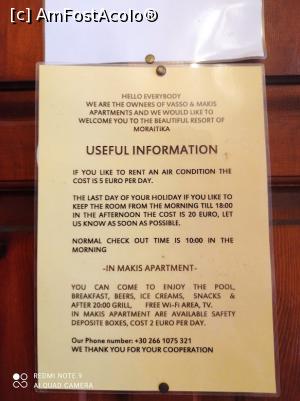 [c] AmFostAcolo®
HELLO EVERYBODY
WE ARE THE OWNERS OF VASSO & MAKIS
APARTMENTS AND WE WOULD LIKE TO
WELCOME YOU TO THE BEAUTIFUL RESORT OF
MORAITIKA
USEFUL INFORMATION
IF YOU LIKE TO RENT AN AIR CONDITION THE
COST IS 5 EURO PER DAY.
THE LAST DAY OF YOUR HOLIDAY IF YOU LIKE TO
KEEP THE ROOM FROM THE MORNING TILL 18:00
IN THE AFTERNOON THE COST IS 20 EURO, LET
US KNOW AS SOON AS POSSIBLE.
NORMAL CHECK OUT TIME IS 10:00 IN THE
MORNING
-IN MAKIS APARTMENT-
YOU CAN COME TO ENJOY THE POOL,
BREAKFAST, BEERS, ICE CREAMS, SNACKS &
AFTER 20:00 GRILL, FREE Wi-Fi AREA, TV.
IN MAKIS APARTMENT ARE AVAILABLE SAFETY
DEPOSITE BOXES, COST 2 EURO PER DAY.
Our Phone number: +30 266 1075 321
WE THANK YOU FOR YOUR COOPERATION
REDMI NOTE 9
AI QUAD CAMERA